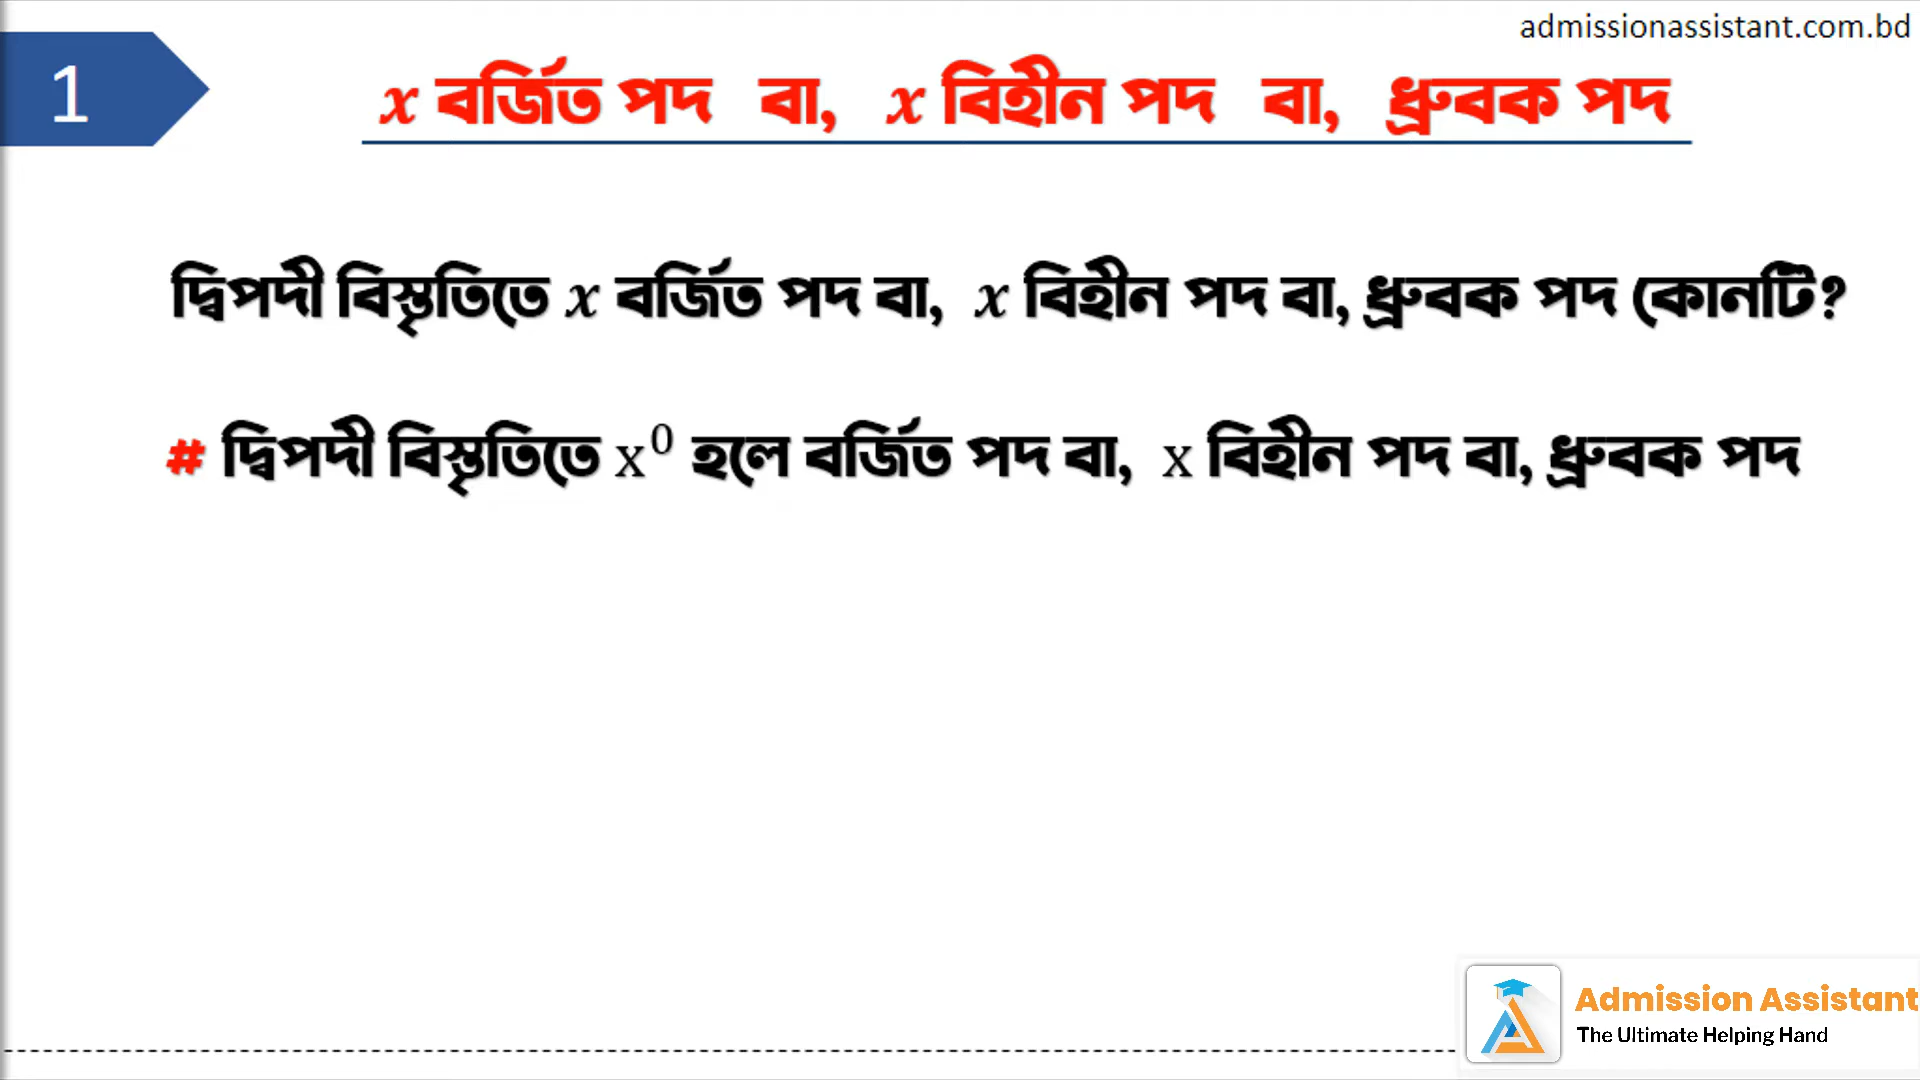 admissionassistant.com.bd
1
x বর্জিত পদ বা, x বিহীন পদ বা, ধ্রুবক পদ
দ্বিপদী বিস্তৃতিতে x বর্জিত পদ বা, x বিহীন পদ বা, ধ্রুবক পদ কোনটি?
# দ্বিপদী বিস্তৃতিতে x⁰ হলে বর্জিত পদ বা, x বিহীন পদ বা, ধ্রুবক পদ
Admission Assistant
The Ultimate Helping Hand